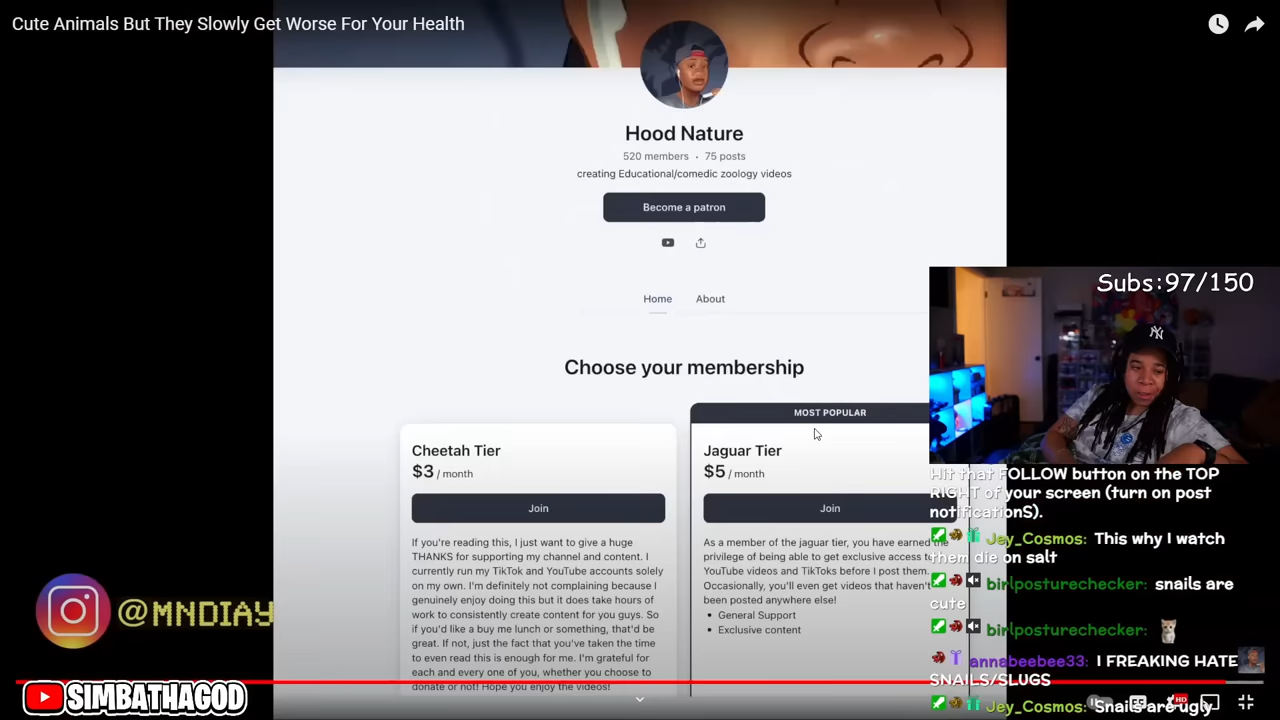 Cute Animals But They Slowly Get Worse For Your Health
Hood Nature
520 members • 75 posts
creating Educational/comedic zoology videos
Become a patron
Home About
Choose your membership
MOST POPULAR
Cheetah Tier
$3 / month
Join
If you're reading this, I just want to give a huge
THANKS for supporting my channel and content. I
currently run my TikTok and YouTube accounts solely
on my own. I'm definitely not complaining because I
genuinely enjoy doing this but it does take hours of
work to consistently create content for you guys. So
if you'd like a buy me lunch or something, that'd be
great. If not, just the fact that you've taken the time
to even read this is enough for me. I'm grateful for
each and every one of you, whether you choose to
donate or not! Hope you enjoy the videos!
Jaguar Tier
$5 / month
Join
As a member of the jaguar tier, you have earned the
privilege of being able to get exclusive access
YouTube videos and TikToks before I post them.
Occasionally, you'll even get videos that haven't
been posted anywhere else!
• General Support
• Exclusive content
Subs:97/150
NY
Hit that FOLLOW button on the TOP
RIGHT of your screen (turn on post
notificationS).
Jey_Cosmos: This why I watch
them die on salt
birlposturechecker: snails are
cute
birlposturechecker:
annabeebee33: I FREAKING HATE
SNAILS/SLUGS
Jey_Cosmos: Snails are ugly
@MNDIAY
SIMBATHAGOD
HD